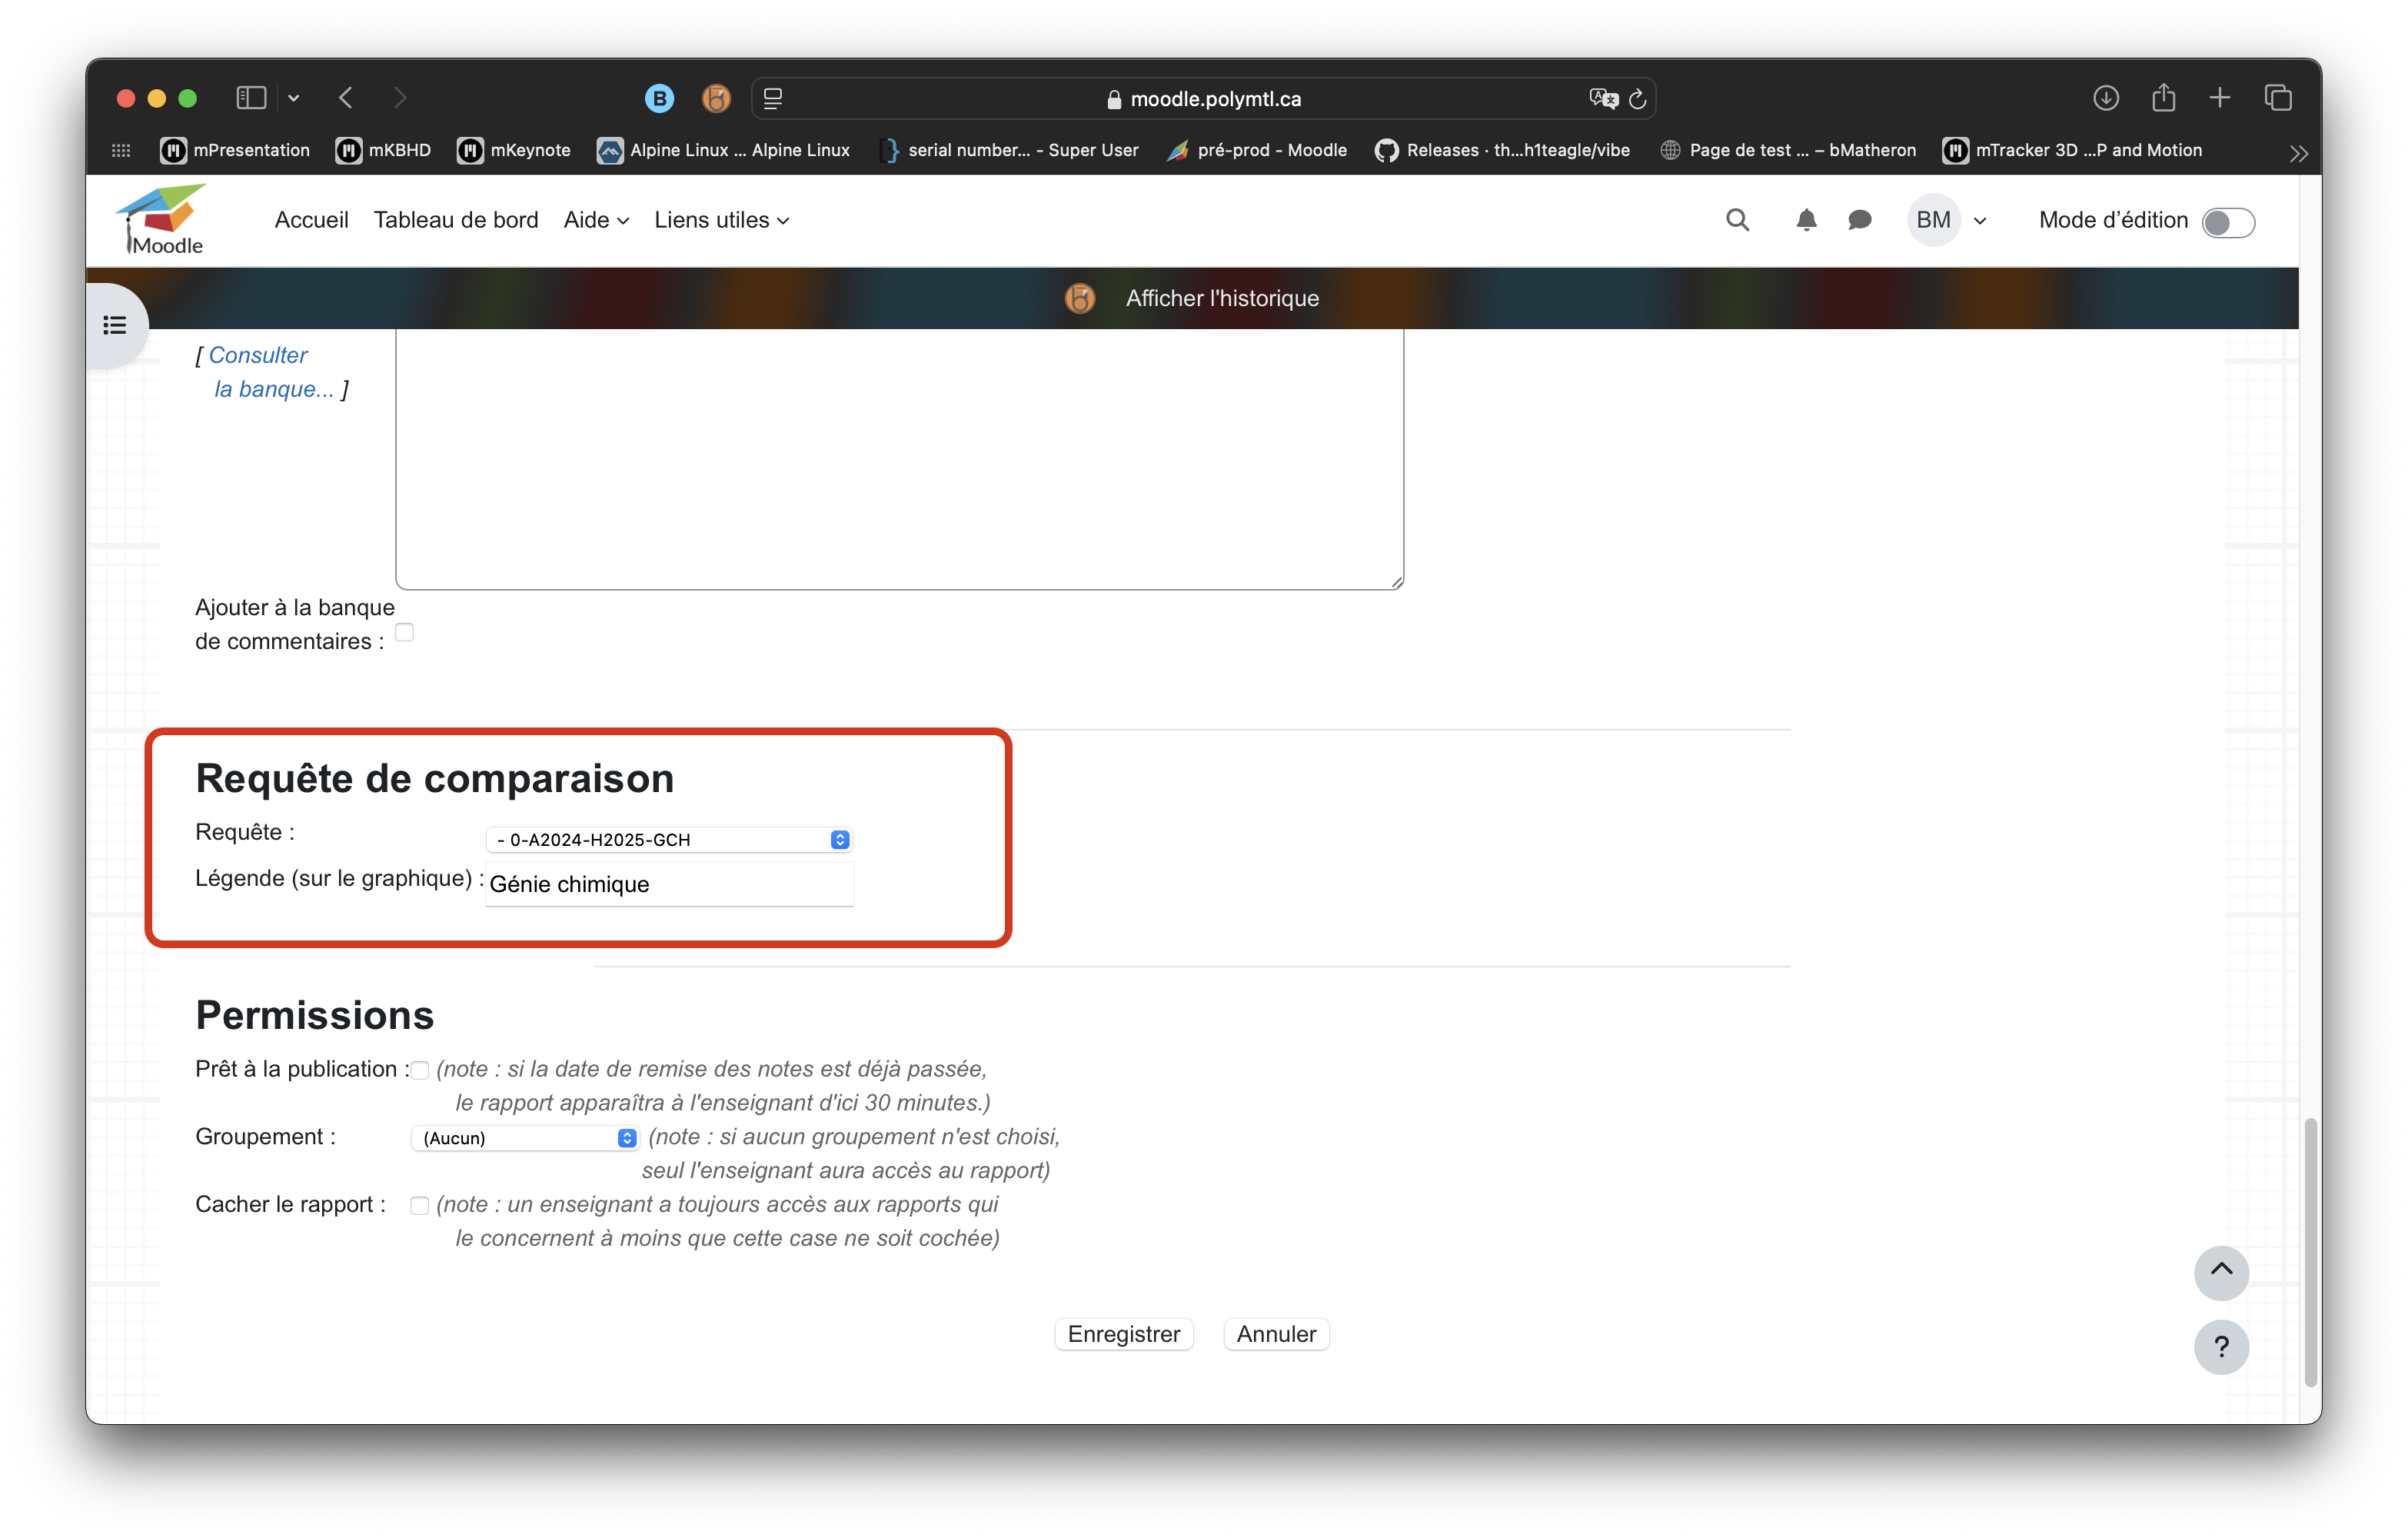 B
moodle.polymtl.ca
mPresentation
mKBHD
mKeynote
Alpine Linux ... Alpine Linux
serial number... - Super User
pré-prod - Moodle
Releases · th...h1teagle/vibe
Page de test ... – bMatheron
mTracker 3D ...P and Motion
Moodle
Accueil
Tableau de bord
Aide
Liens utiles
BM
Mode d’édition
Afficher l'historique
[ Consulter
la banque... ]
Ajouter à la banque
de commentaires :
Requête de comparaison
Requête :
- 0-A2024-H2025-GCH
Légende (sur le graphique) :
Génie chimique
Permissions
Prêt à la publication :
(note : si la date de remise des notes est déjà passée,
le rapport apparaîtra à l'enseignant d'ici 30 minutes.)
Groupement :
(Aucun)
(note : si aucun groupement n'est choisi,
seul l'enseignant aura accès au rapport)
Cacher le rapport :
(note : un enseignant a toujours accès aux rapports qui
le concernent à moins que cette case ne soit cochée)
Enregistrer
Annuler
?